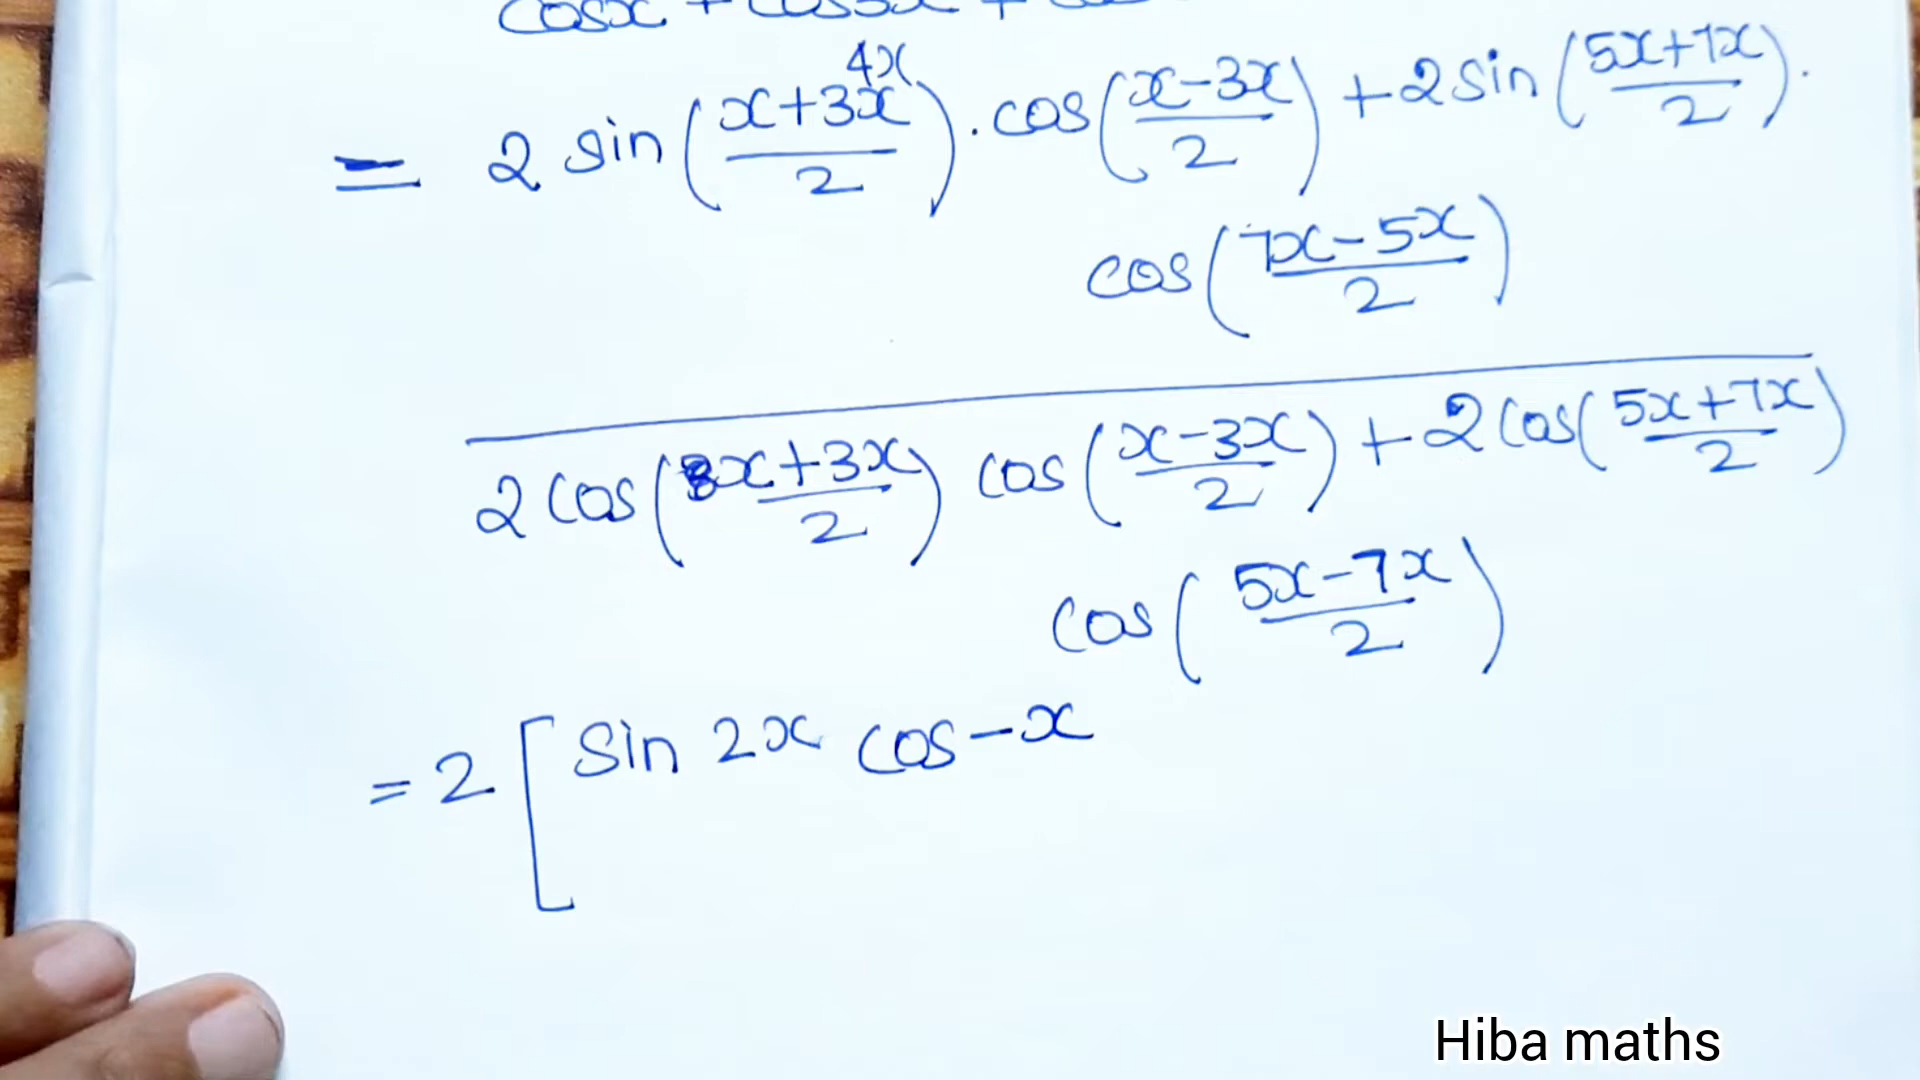 cosx + cos3x +
4x
= 2 sin(x+3x/2) . cos(x-3x/2) + 2 sin(5x+7x/2) .
cos(7x-5x/2)
2 cos(x+3x/2) cos(x-3x/2) + 2 cos(5x+7x/2)
cos(5x-7x/2)
= 2 [ sin 2x cos-x
Hiba maths